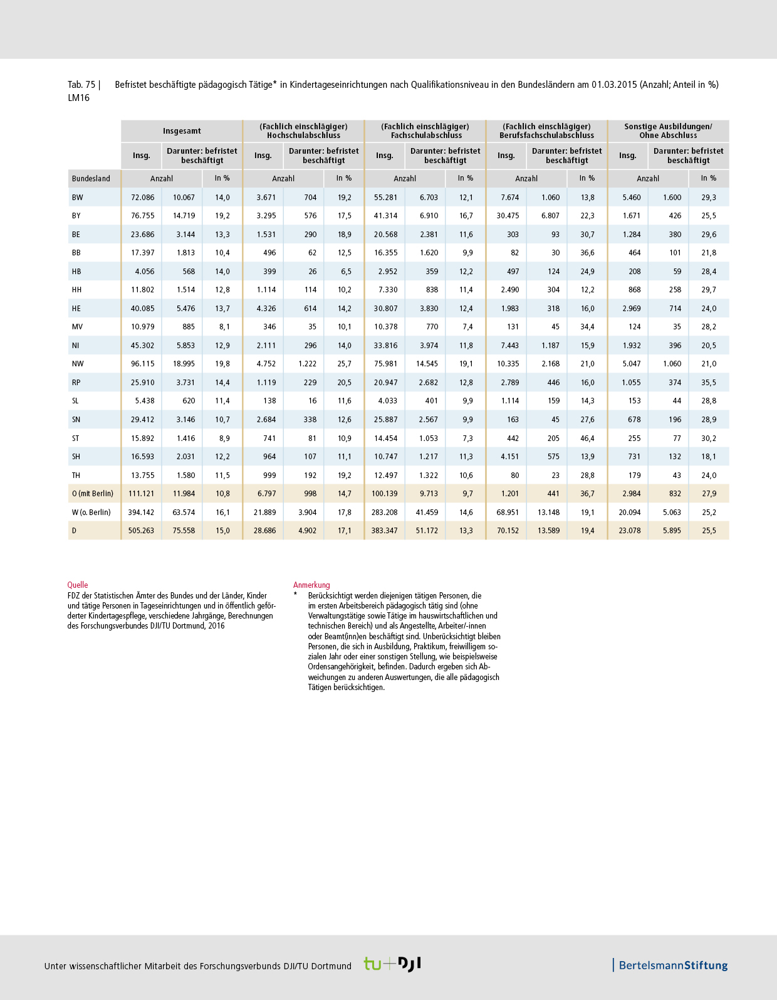 Tab. 75 | Befristet beschäftigte pädagogisch Tätige* in Kindertageseinrichtungen nach Qualifikationsniveau in den Bundesländern am 01.03.2015 (Anzahl; Anteil in %)
LM16
Insgesamt (Fachlich einschlägiger) Hochschulabschluss (Fachlich einschlägiger) Fachschulabschluss (Fachlich einschlägiger) Berufsfachschulabschluss Sonstige Ausbildungen/ Ohne Abschluss
Insg. Darunter: befristet beschäftigt Insg. Darunter: befristet beschäftigt Insg. Darunter: befristet beschäftigt Insg. Darunter: befristet beschäftigt Insg. Darunter: befristet beschäftigt
Bundesland Anzahl In % Anzahl In % Anzahl In % Anzahl In % Anzahl In %
BW 72.086 10.067 14,0 3.671 704 19,2 55.281 6.703 12,1 7.674 1.060 13,8 5.460 1.600 29,3
BY 76.755 14.719 19,2 3.295 576 17,5 41.314 6.910 16,7 30.475 6.807 22,3 1.671 426 25,5
BE 23.686 3.144 13,3 1.531 290 18,9 20.568 2.381 11,6 303 93 30,7 1.284 380 29,6
BB 17.397 1.813 10,4 496 62 12,5 16.355 1.620 9,9 82 30 36,6 464 101 21,8
HB 4.056 568 14,0 399 26 6,5 2.952 359 12,2 497 124 24,9 208 59 28,4
HH 11.802 1.514 12,8 1.114 114 10,2 7.330 838 11,4 2.490 304 12,2 868 258 29,7
HE 40.085 5.476 13,7 4.326 614 14,2 30.807 3.830 12,4 1.983 318 16,0 2.969 714 24,0
MV 10.979 885 8,1 346 35 10,1 10.378 770 7,4 131 45 34,4 124 35 28,2
NI 45.302 5.853 12,9 2.111 296 14,0 33.816 3.974 11,8 7.443 1.187 15,9 1.932 396 20,5
NW 96.115 18.995 19,8 4.752 1.222 25,7 75.981 14.545 19,1 10.335 2.168 21,0 5.047 1.060 21,0
RP 25.910 3.731 14,4 1.119 229 20,5 20.947 2.682 12,8 2.789 446 16,0 1.055 374 35,5
SL 5.438 620 11,4 138 16 11,6 4.033 401 9,9 1.114 159 14,3 153 44 28,8
SN 29.412 3.146 10,7 2.684 338 12,6 25.887 2.567 9,9 163 45 27,6 678 196 28,9
ST 15.892 1.416 8,9 741 81 10,9 14.454 1.053 7,3 442 205 46,4 255 77 30,2
SH 16.593 2.031 12,2 964 107 11,1 10.747 1.217 11,3 4.151 575 13,9 731 132 18,1
TH 13.755 1.580 11,5 999 192 19,2 12.497 1.322 10,6 80 23 28,8 179 43 24,0
O (mit Berlin) 111.121 11.984 10,8 6.797 998 14,7 100.139 9.713 9,7 1.201 441 36,7 2.984 832 27,9
W (o. Berlin) 394.142 63.574 16,1 21.889 3.904 17,8 283.208 41.459 14,6 68.951 13.148 19,1 20.094 5.063 25,2
D 505.263 75.558 15,0 28.686 4.902 17,1 383.347 51.172 13,3 70.152 13.589 19,4 23.078 5.895 25,5
Quelle
FDZ der Statistischen Ämter des Bundes und der Länder, Kinder
und tätige Personen in Tageseinrichtungen und in öffentlich geför-
derter Kindertagespflege, verschiedene Jahrgänge, Berechnungen
des Forschungsverbundes DJI/TU Dortmund, 2016
Anmerkung
* Berücksichtigt werden diejenigen tätigen Personen, die
im ersten Arbeitsbereich pädagogisch tätig sind (ohne
Verwaltungstätige sowie Tätige im hauswirtschaftlichen und
technischen Bereich) und als Angestellte, Arbeiter/-innen
oder Beamt(inn)en beschäftigt sind. Unberücksichtigt bleiben
Personen, die sich in Ausbildung, Praktikum, freiwilligem so-
zialen Jahr oder einer sonstigen Stellung, wie beispielsweise
Ordensangehörigkeit, befinden. Dadurch ergeben sich Ab-
weichungen zu anderen Auswertungen, die alle pädagogisch
Tätigen berücksichtigen.
Unter wissenschaftlicher Mitarbeit des Forschungsverbunds DJI/TU Dortmund tu+DJI | BertelsmannStiftung